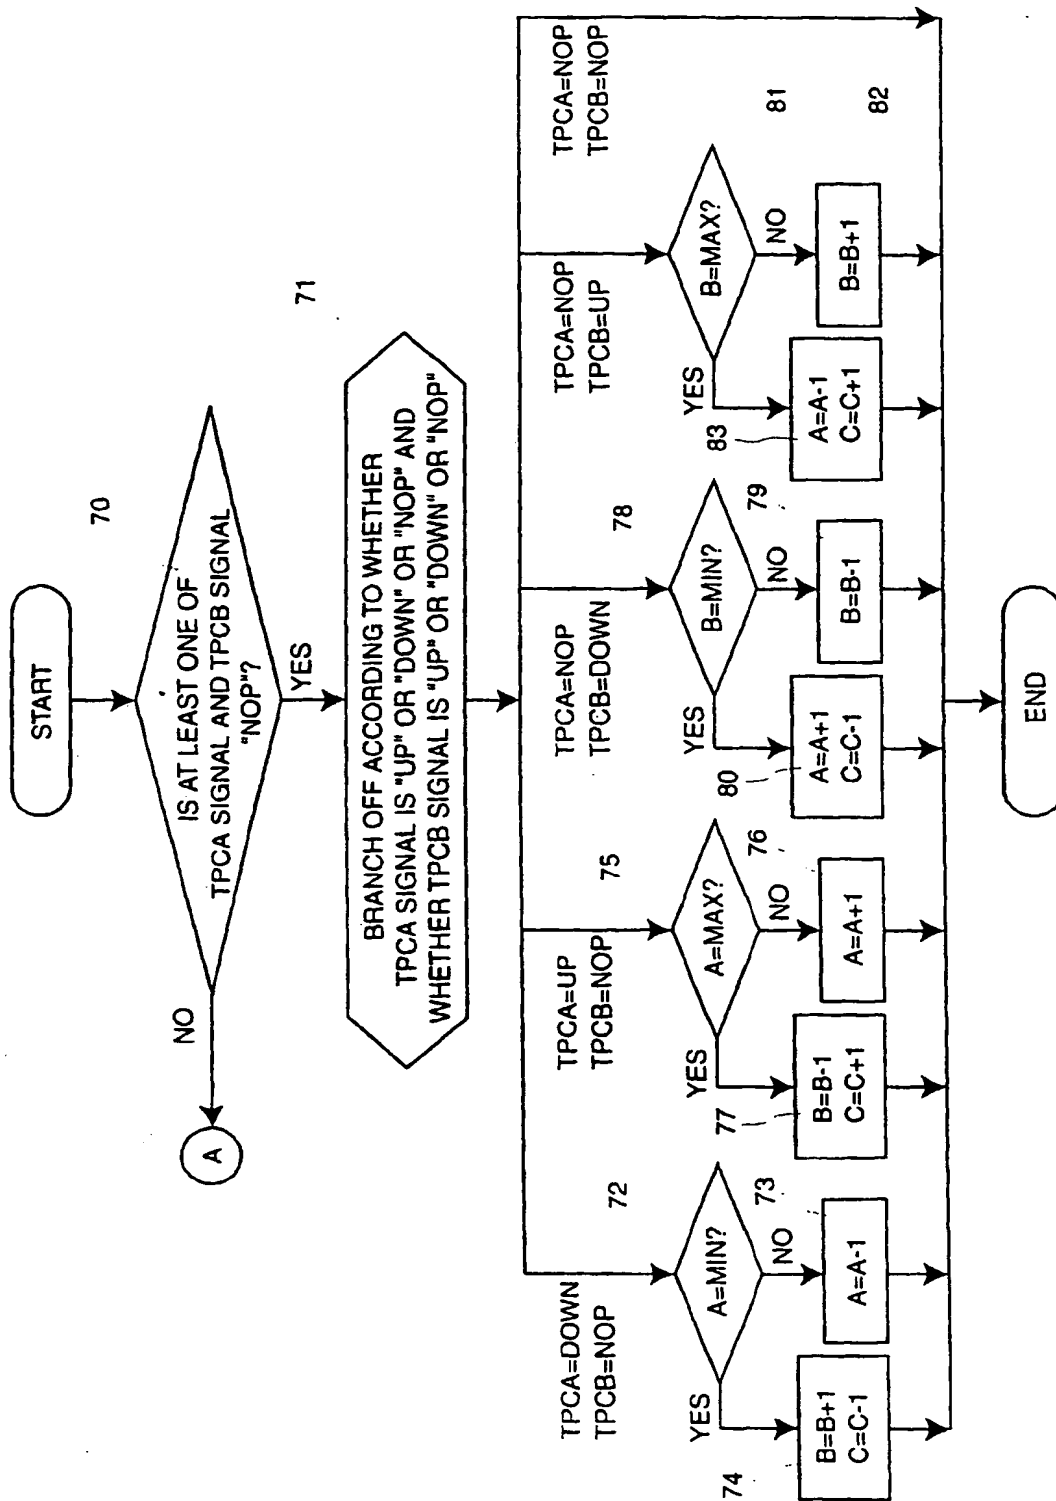 START
70
IS AT LEAST ONE OF
TPCA SIGNAL AND TPCB SIGNAL
"NOP"?
NO
A
YES
71
BRANCH OFF ACCORDING TO WHETHER
TPCA SIGNAL IS "UP" OR "DOWN" OR "NOP" AND
WHETHER TPCB SIGNAL IS "UP" OR "DOWN" OR "NOP"
TPCA=DOWN
TPCB=NOP
72
A=MIN?
YES
NO
73
74
B=B+1
C=C-1
A=A-1
TPCA=UP
TPCB=NOP
75
A=MAX?
YES
NO
76
77
B=B-1
C=C+1
A=A+1
TPCA=NOP
TPCB=DOWN
78
B=MIN?
YES
NO
79
80
A=A+1
C=C-1
B=B-1
TPCA=NOP
TPCB=UP
81
B=MAX?
YES
NO
82
83
A=A-1
C=C+1
B=B+1
TPCA=NOP
TPCB=NOP
END